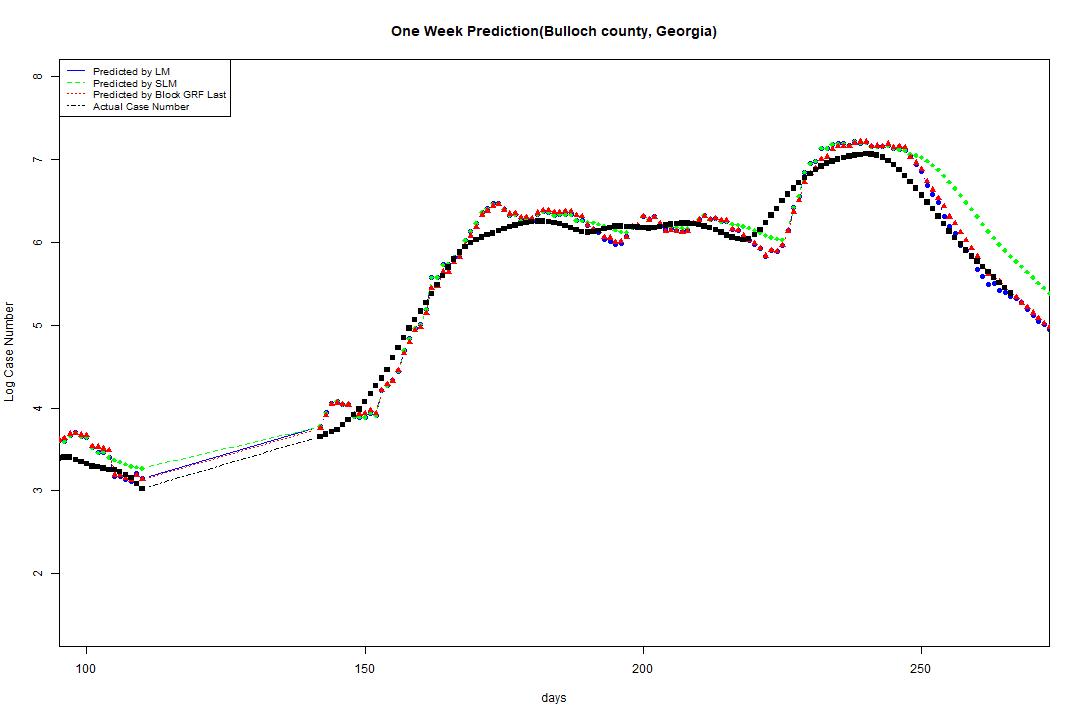 One Week Prediction(Bulloch county, Georgia)
Predicted by LM
Predicted by SLM
Predicted by Block GRF Last
Actual Case Number
8
7
6
5
4
3
2
Log Case Number
100
150
200
250
days